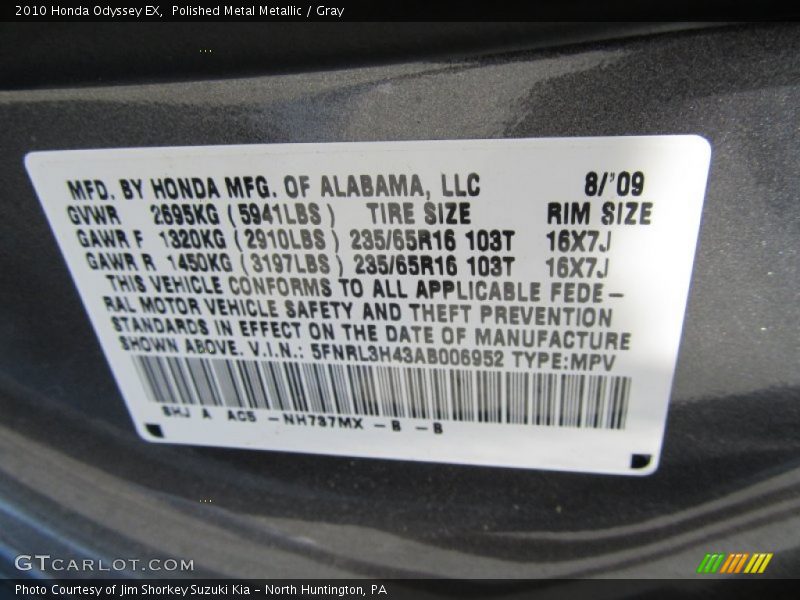 2010 Honda Odyssey EX,  Polished Metal Metallic / Gray
MFD. BY HONDA MFG. OF ALABAMA, LLC 8/'09
GVWR 2695KG (5941LBS) TIRE SIZE RIM SIZE
GAWR F 1320KG (2910LBS) 235/65R16 103T 16X7J
GAWR R 1450KG (3197LBS) 235/65R16 103T 16X7J
THIS VEHICLE CONFORMS TO ALL APPLICABLE FEDE-
RAL MOTOR VEHICLE SAFETY AND THEFT PREVENTION
STANDARDS IN EFFECT ON THE DATE OF MANUFACTURE
SHOWN ABOVE. V.I.N.: 5FNRL3H43AB006952 TYPE:MPV
SHJ A AG5 -NH737MX -B -B
GTCARLOT.COM
Photo Courtesy of Jim Shorkey Suzuki Kia - North Huntington, PA